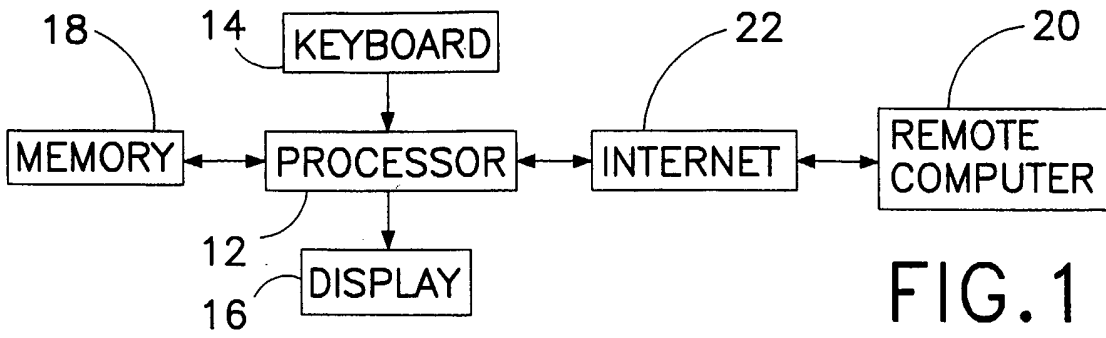 18
14
KEYBOARD
22
20
MEMORY
PROCESSOR
INTERNET
REMOTE
COMPUTER
12
16
DISPLAY
FIG.1